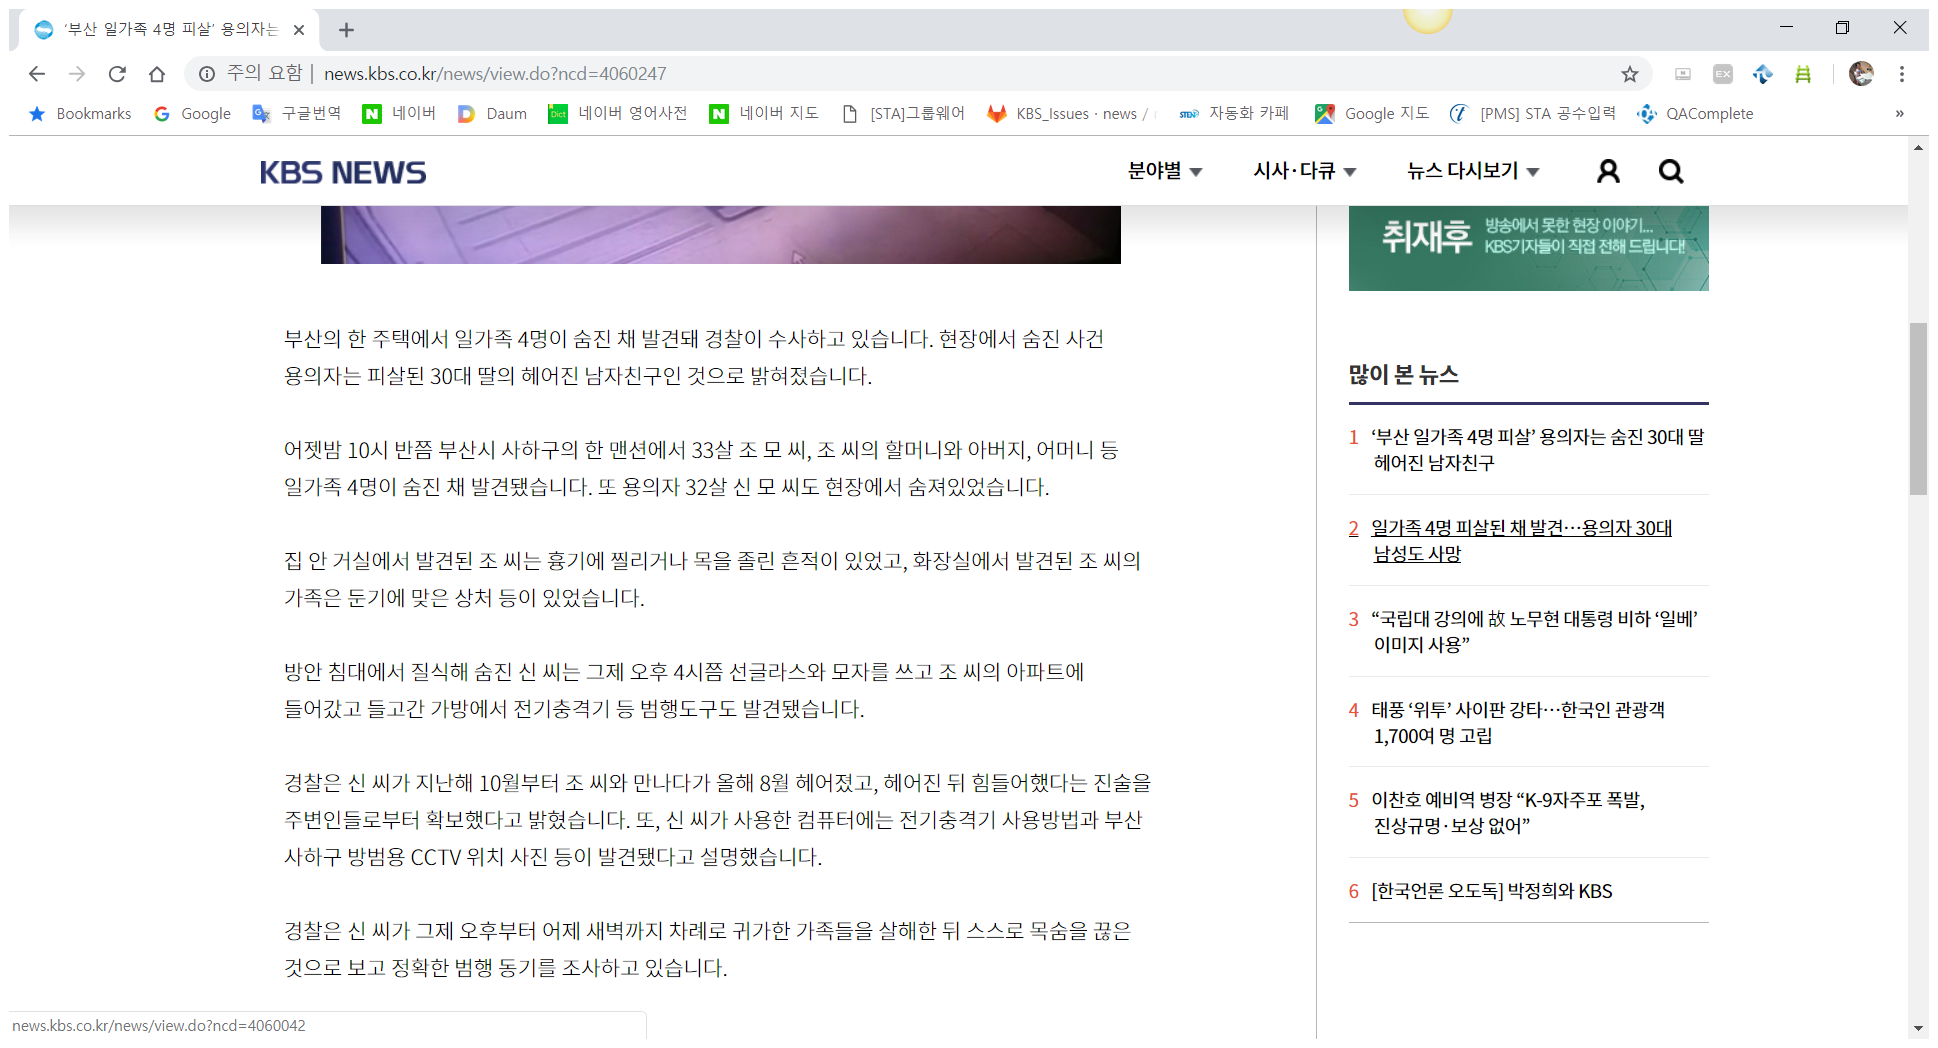 ‘부산 일가족 4명 피살’ 용의자는
주의 요함 | news.kbs.co.kr/news/view.do?ncd=4060247
Bookmarks Google 구글번역 네이버 Daum 네이버 영어사전 네이버 지도 [STA]그룹웨어 KBS_Issues · news / 자동화 카페 Google 지도 [PMS] STA 공수입력 QAComplete »
KBS NEWS 분야별 시사·다큐 뉴스 다시보기
취재후 방송에서 못한 현장 이야기...
KBS기자들이 직접 전해 드립니다!
부산의 한 주택에서 일가족 4명이 숨진 채 발견돼 경찰이 수사하고 있습니다. 현장에서 숨진 사건
용의자는 피살된 30대 딸의 헤어진 남자친구인 것으로 밝혀졌습니다.
어젯밤 10시 반쯤 부산시 사하구의 한 맨션에서 33살 조 모 씨, 조 씨의 할머니와 아버지, 어머니 등
일가족 4명이 숨진 채 발견됐습니다. 또 용의자 32살 신 모 씨도 현장에서 숨져있었습니다.
집 안 거실에서 발견된 조 씨는 흉기에 찔리거나 목을 졸린 흔적이 있었고, 화장실에서 발견된 조 씨의
가족은 둔기에 맞은 상처 등이 있었습니다.
방안 침대에서 질식해 숨진 신 씨는 그제 오후 4시쯤 선글라스와 모자를 쓰고 조 씨의 아파트에
들어갔고 들고간 가방에서 전기충격기 등 범행도구도 발견됐습니다.
경찰은 신 씨가 지난해 10월부터 조 씨와 만나다가 올해 8월 헤어졌고, 헤어진 뒤 힘들어했다는 진술을
주변인들로부터 확보했다고 밝혔습니다. 또, 신 씨가 사용한 컴퓨터에는 전기충격기 사용방법과 부산
사하구 방범용 CCTV 위치 사진 등이 발견됐다고 설명했습니다.
경찰은 신 씨가 그제 오후부터 어제 새벽까지 차례로 귀가한 가족들을 살해한 뒤 스스로 목숨을 끊은
것으로 보고 정확한 범행 동기를 조사하고 있습니다.
많이 본 뉴스
1 ‘부산 일가족 4명 피살’ 용의자는 숨진 30대 딸
헤어진 남자친구
2 일가족 4명 피살된 채 발견…용의자 30대
남성도 사망
3 “국립대 강의에 故 노무현 대통령 비하 ‘일베’
이미지 사용”
4 태풍 ‘위투’ 사이판 강타…한국인 관광객
1,700여 명 고립
5 이찬호 예비역 병장 “K-9자주포 폭발,
진상규명·보상 없어”
6 [한국언론 오도독] 박정희와 KBS
news.kbs.co.kr/news/view.do?ncd=4060042